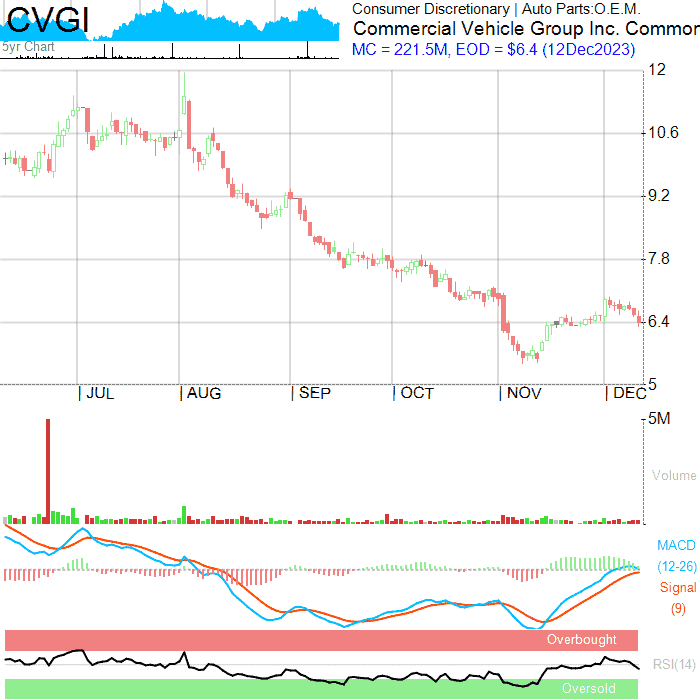 CVGI
5yr Chart
Consumer Discretionary | Auto Parts:O.E.M.
Commercial Vehicle Group Inc. Common
MC = 221.5M, EOD = $6.4 (12Dec2023)
12
10.6
9.2
7.8
6.4
5
| JUL | AUG | SEP | OCT | NOV | DEC
5M
Volume
MACD
(12-26)
Signal
(9)
Overbought
RSI(14)
Oversold